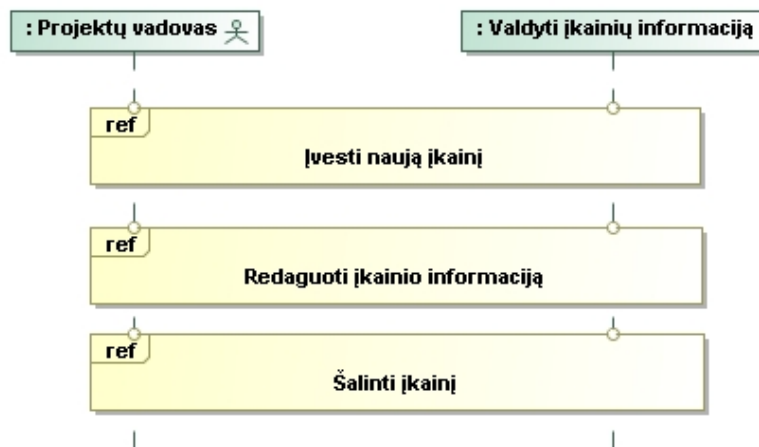 : Projektų vadovas
: Valdyti įkainių informaciją
ref
Įvesti naują įkainį
ref
Redaguoti įkainio informaciją
ref
Šalinti įkainį